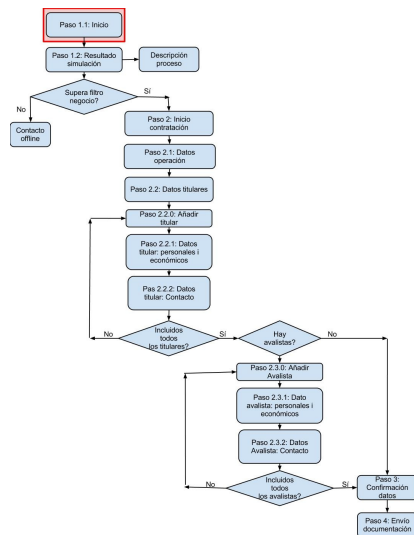 Paso 1.1: Inicio
Paso 1.2: Resultado
simulación
Descripción
proceso
Supera filtro
negocio?
No
Sí
Contacto
offline
Paso 2: Inicio
contratación
Paso 2.1: Datos
operación
Paso 2.2: Datos titulares
Paso 2.2.0: Añadir
titular
Paso 2.2.1: Datos
titular: personales i
económicos
Pas 2.2.2: Datos
titular: Contacto
Incluidos
todos
los titulares?
No
Sí
Hay
avalistas?
No
Paso 2.3.0: Añadir
Avalista
Paso 2.3.1: Dato
avalista: personales i
económicos
Paso 2.3.2: Datos
Avalista: Contacto
Incluidos
todos
los avalistas?
No
Sí
Paso 3:
Confirmación
datos
Paso 4: Envío
documentación